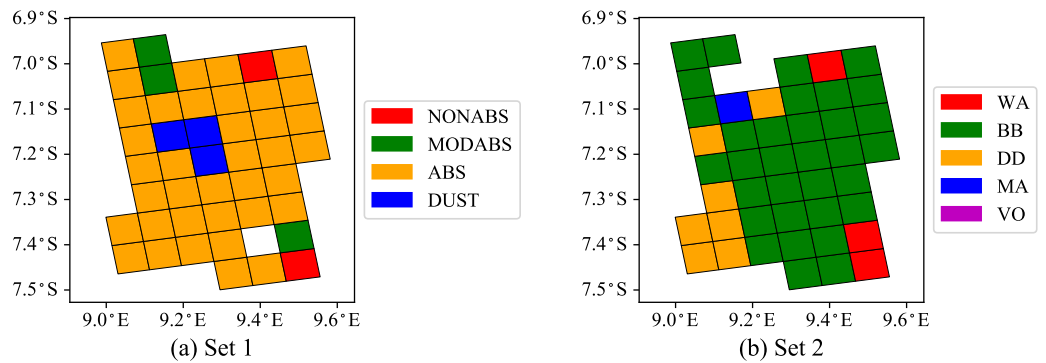 6.9°S
7.0°S
7.1°S
7.2°S
7.3°S
7.4°S
7.5°S
9.0°E 9.2°E 9.4°E 9.6°E
NONABS
MODABS
ABS
DUST
(a) Set 1
6.9°S
7.0°S
7.1°S
7.2°S
7.3°S
7.4°S
7.5°S
9.0°E 9.2°E 9.4°E
WA
BB
DD
MA
VO
(b) Set 2